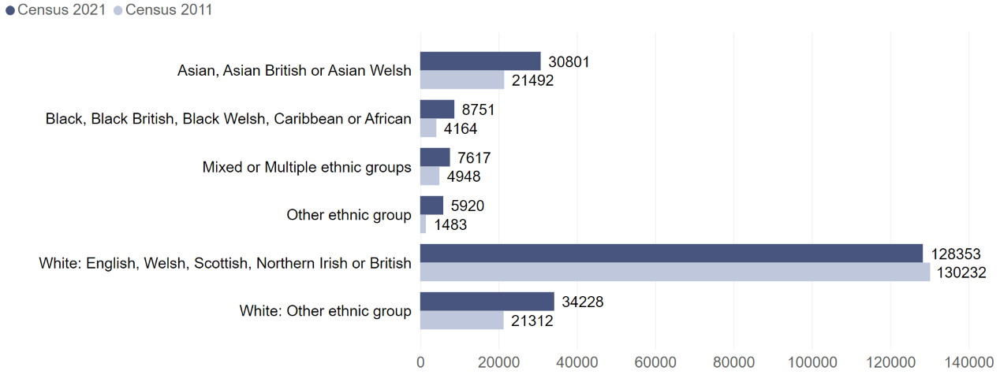 Census 2021 Census 2011
Asian, Asian British or Asian Welsh
30801
21492
Black, Black British, Black Welsh, Caribbean or African
8751
4164
Mixed or Multiple ethnic groups
7617
4948
Other ethnic group
5920
1483
White: English, Welsh, Scottish, Northern Irish or British
128353
130232
White: Other ethnic group
34228
21312
0 20000 40000 60000 80000 100000 120000 140000